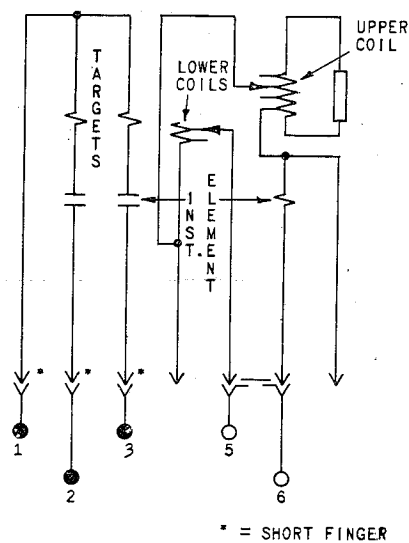 UPPER
COIL
LOWER
COILS
TARGETS
INST.
ELEMENT
*
*
*
1
3
5
2
6
* = SHORT FINGER